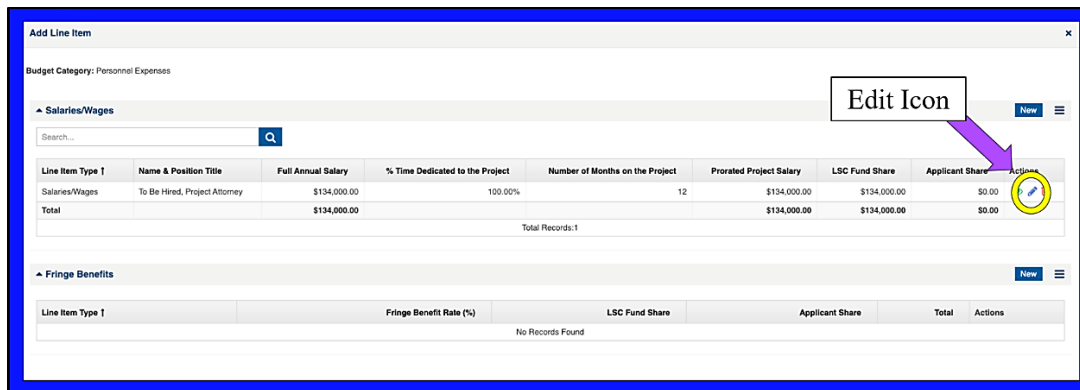 Add Line Item ×
Budget Category: Personnel Expenses
Edit Icon
Salaries/Wages New
Search...
Line Item Type ↑ Name & Position Title Full Annual Salary % Time Dedicated to the Project Number of Months on the Project Prorated Project Salary LSC Fund Share Applicant Share Actions
Salaries/Wages To Be Hired, Project Attorney $134,000.00 100.00% 12 $134,000.00 $134,000.00 $0.00
Total $134,000.00 $134,000.00 $134,000.00 $0.00
Total Records:1
Fringe Benefits New
Line Item Type ↑ Fringe Benefit Rate (%) LSC Fund Share Applicant Share Total Actions
No Records Found